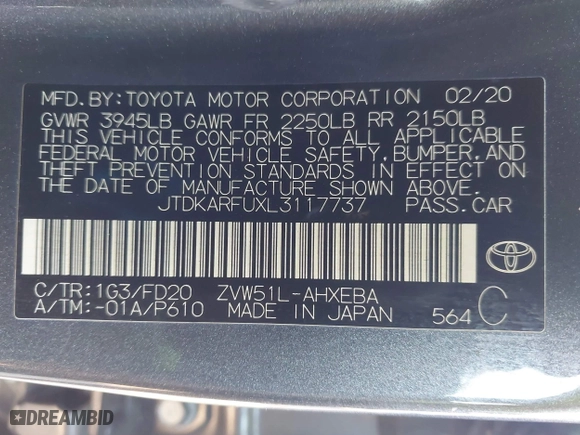 MFD.BY:TOYOTA MOTOR CORPORATION 02/20
GVWR 3945LB GAWR FR 2250LB RR 2150LB
THIS VEHICLE CONFORMS TO ALL APPLICABLE
FEDERAL MOTOR VEHICLE SAFETY,BUMPER,AND
THEFT PREVENTION STANDARDS IN EFFECT ON
THE DATE OF MANUFACTURE SHOWN ABOVE.
JTDKARFUXL3117737 PASS.CAR
C/TR:1G3/FD20 ZVW51L-AHXEBA
A/TM:-01A/P610 MADE IN JAPAN 564 C
DREAMBID